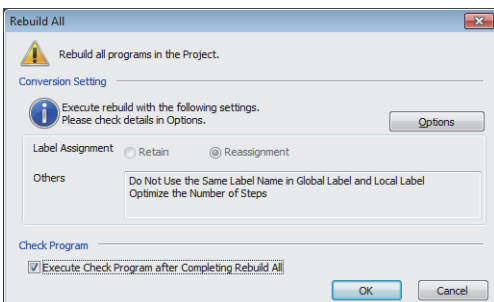 Rebuild All
Rebuild all programs in the Project.
Conversion Setting
Execute rebuild with the following settings.
Please check details in Options.
Options
Label Assignment Retain Reassignment
Others Do Not Use the Same Label Name in Global Label and Local Label
Optimize the Number of Steps
Check Program
Execute Check Program after Completing Rebuild All
OK Cancel